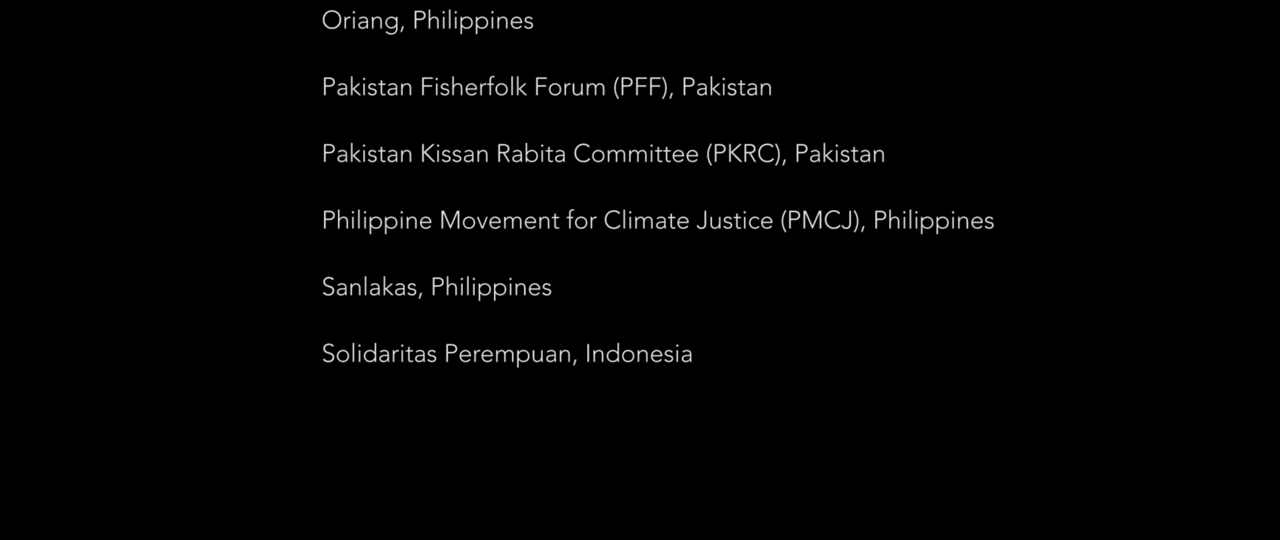 Oriang, Philippines
Pakistan Fisherfolk Forum (PFF), Pakistan
Pakistan Kissan Rabita Committee (PKRC), Pakistan
Philippine Movement for Climate Justice (PMCJ), Philippines
Sanlakas, Philippines
Solidaritas Perempuan, Indonesia